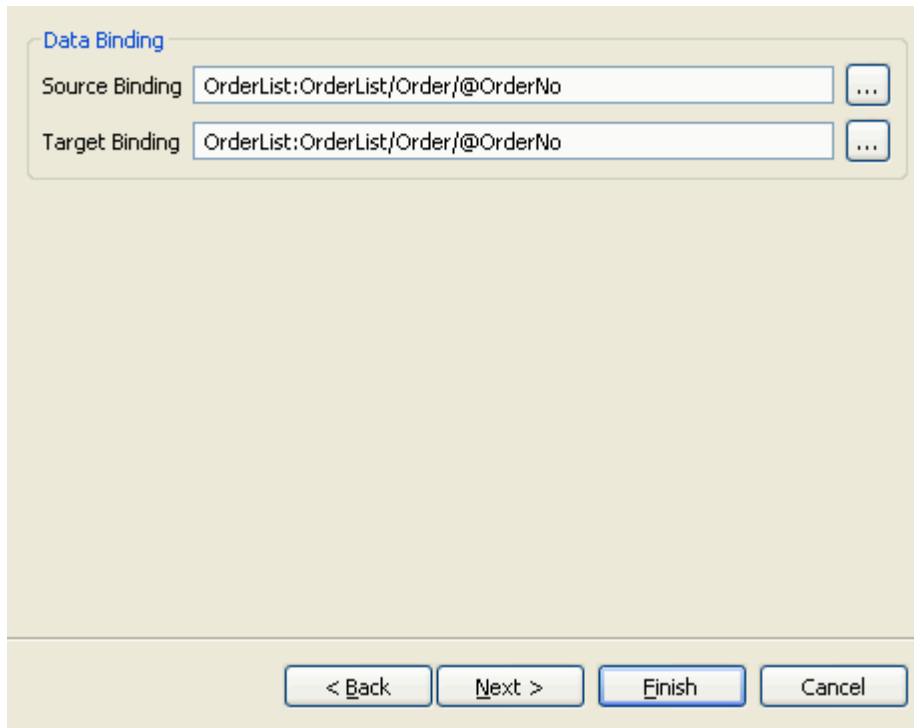 Data Binding
Source Binding OrderList:OrderList/Order/@OrderNo ...
Target Binding OrderList:OrderList/Order/@OrderNo ...
< Back Next > Finish Cancel